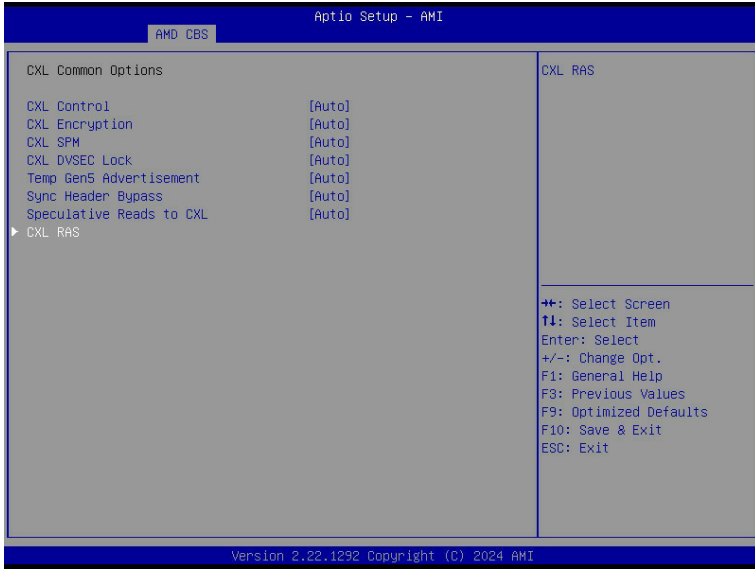 Aptio Setup – AMI
AMD CBS
CXL Common Options
CXL RAS
CXL Control [Auto]
CXL Encryption [Auto]
CXL SPM [Auto]
CXL DVSEC Lock [Auto]
Temp Gen5 Advertisement [Auto]
Sync Header Bypass [Auto]
Speculative Reads to CXL [Auto]
▶ CXL RAS
→←: Select Screen
↑↓: Select Item
Enter: Select
+/-: Change Opt.
F1: General Help
F3: Previous Values
F9: Optimized Defaults
F10: Save & Exit
ESC: Exit
Version 2.22.1292 Copyright (C) 2024 AMI